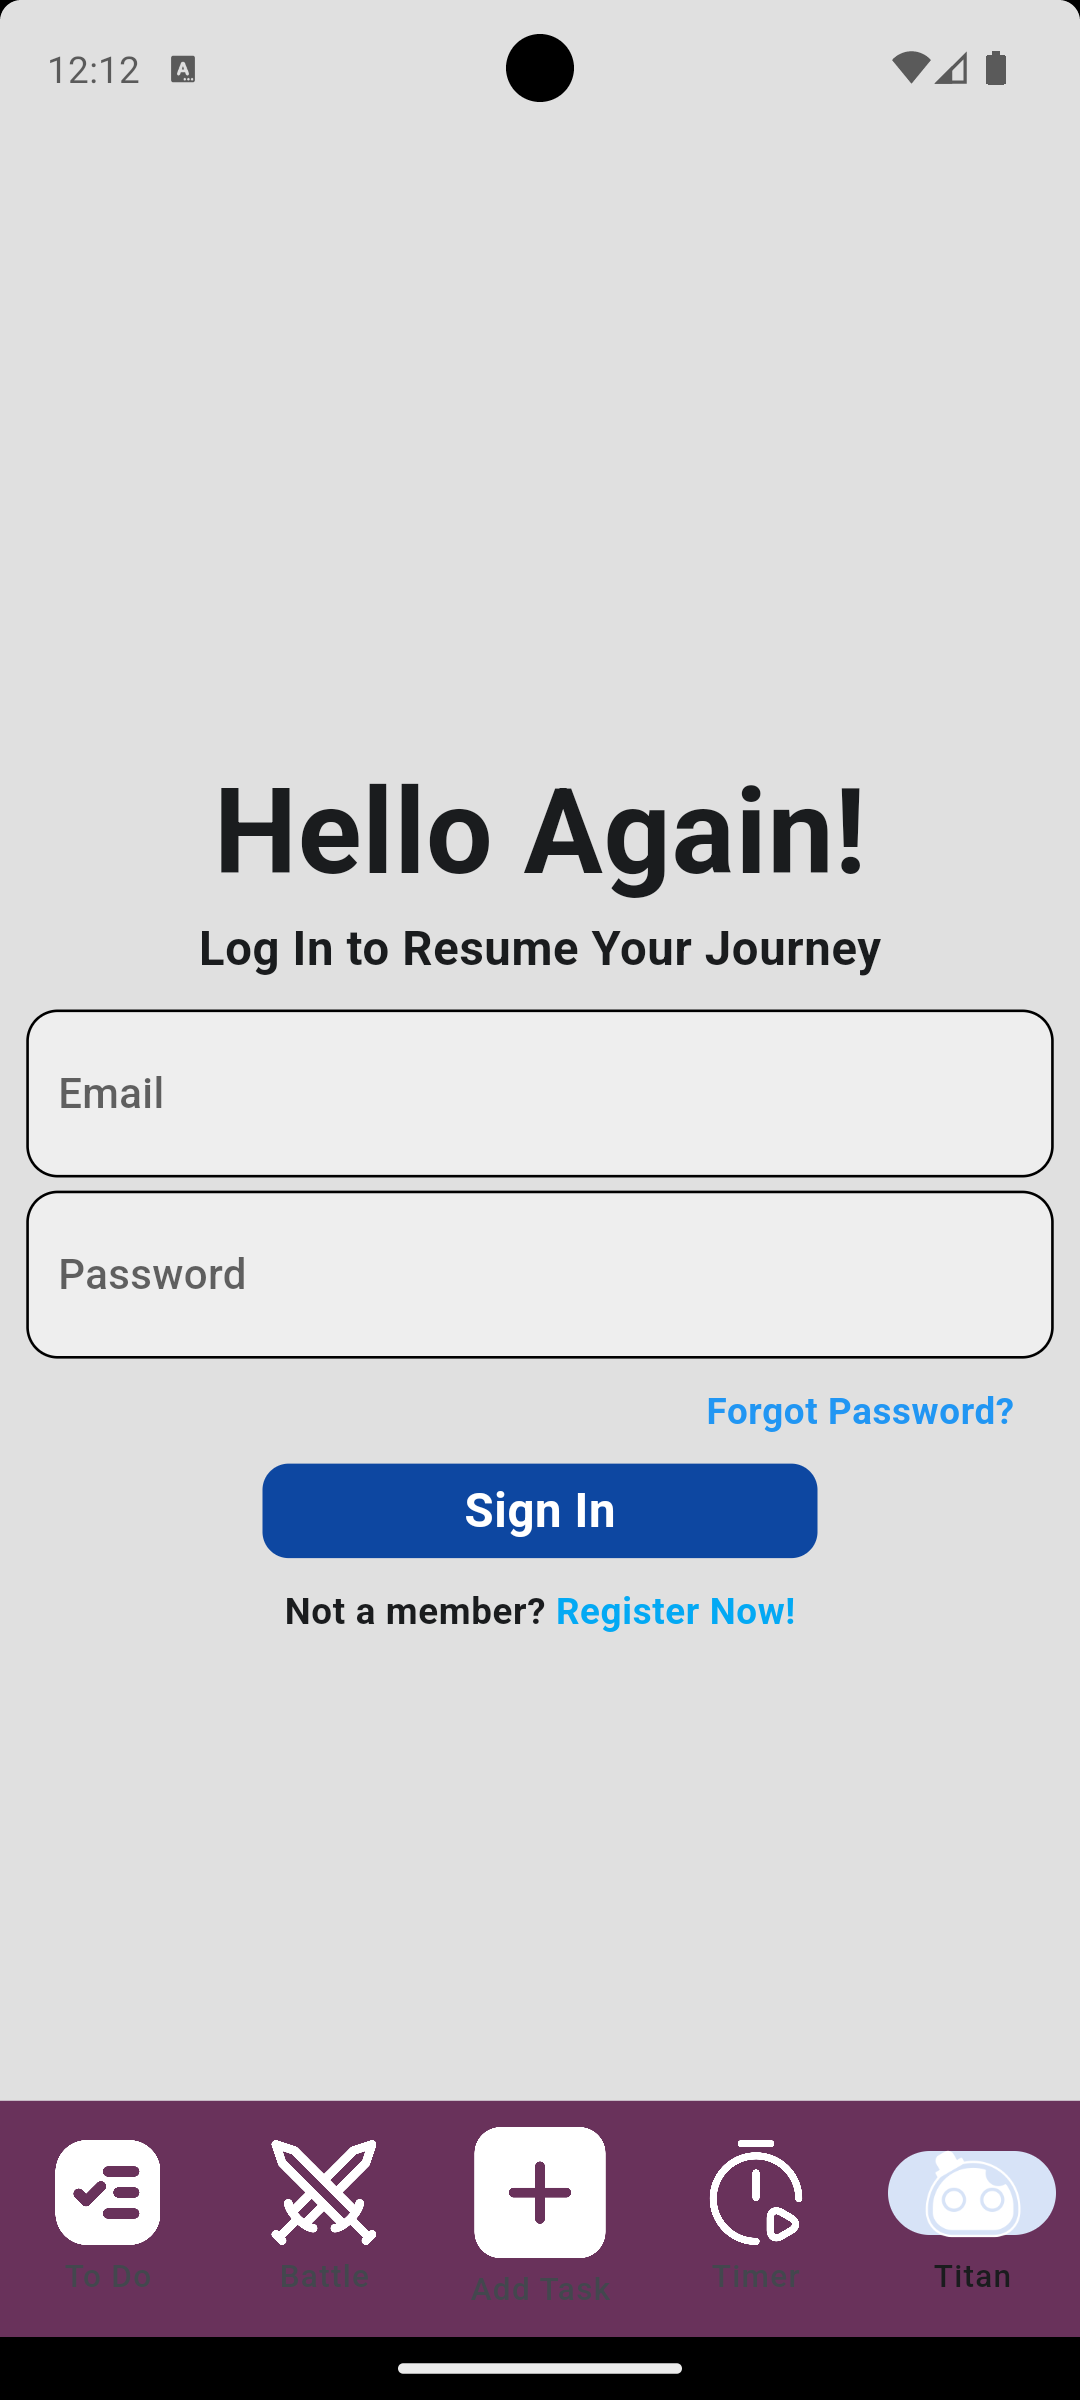 12:12
Hello Again!
Log In to Resume Your Journey
Email
Password
Forgot Password?
Sign In
Not a member? Register Now!
To Do
Battle
Add Task
Timer
Titan